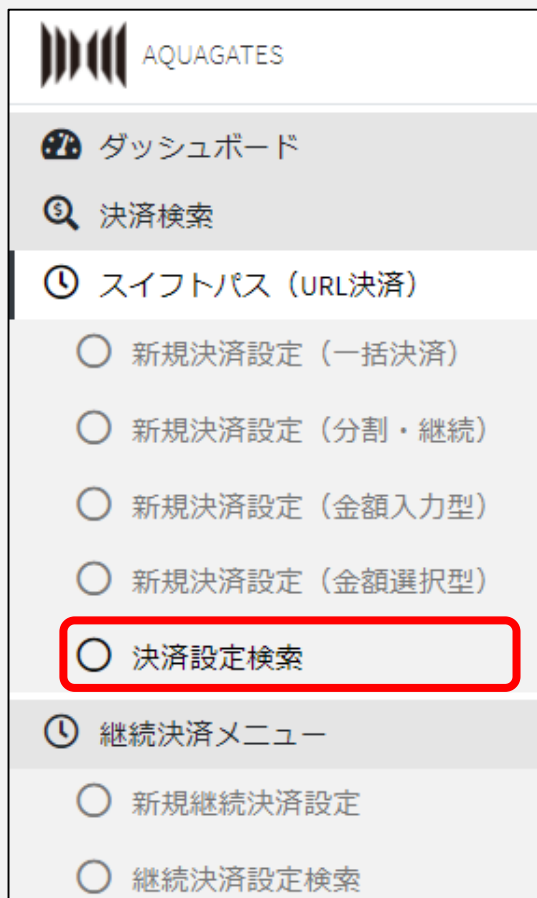 AQUAGATES
ダッシュボード
決済検索
スイフトパス（URL決済）
新規決済設定（一括決済）
新規決済設定（分割・継続）
新規決済設定（金額入力型）
新規決済設定（金額選択型）
決済設定検索
継続決済メニュー
新規継続決済設定
継続決済設定検索